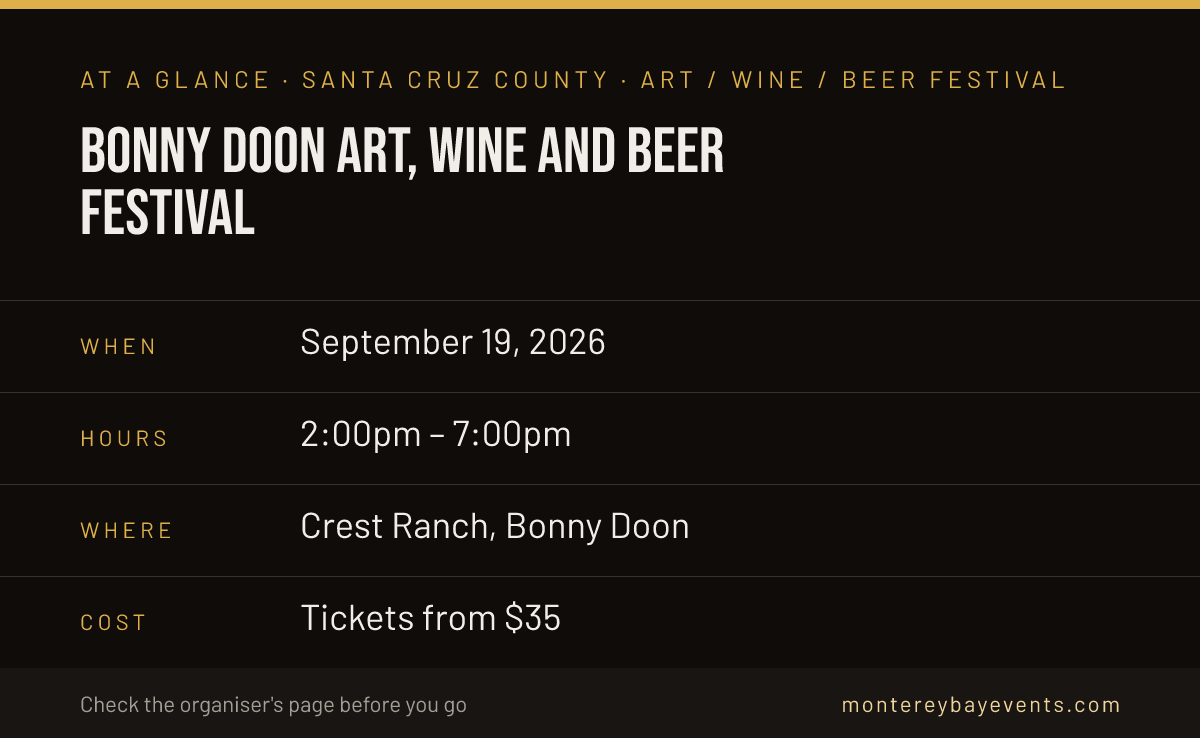 AT A GLANCE · SANTA CRUZ COUNTY · ART / WINE / BEER FESTIVAL
BONNY DOON ART, WINE AND BEER
FESTIVAL
WHEN September 19, 2026
HOURS 2:00pm – 7:00pm
WHERE Crest Ranch, Bonny Doon
COST Tickets from $35
Check the organiser's page before you go montereybayevents.com